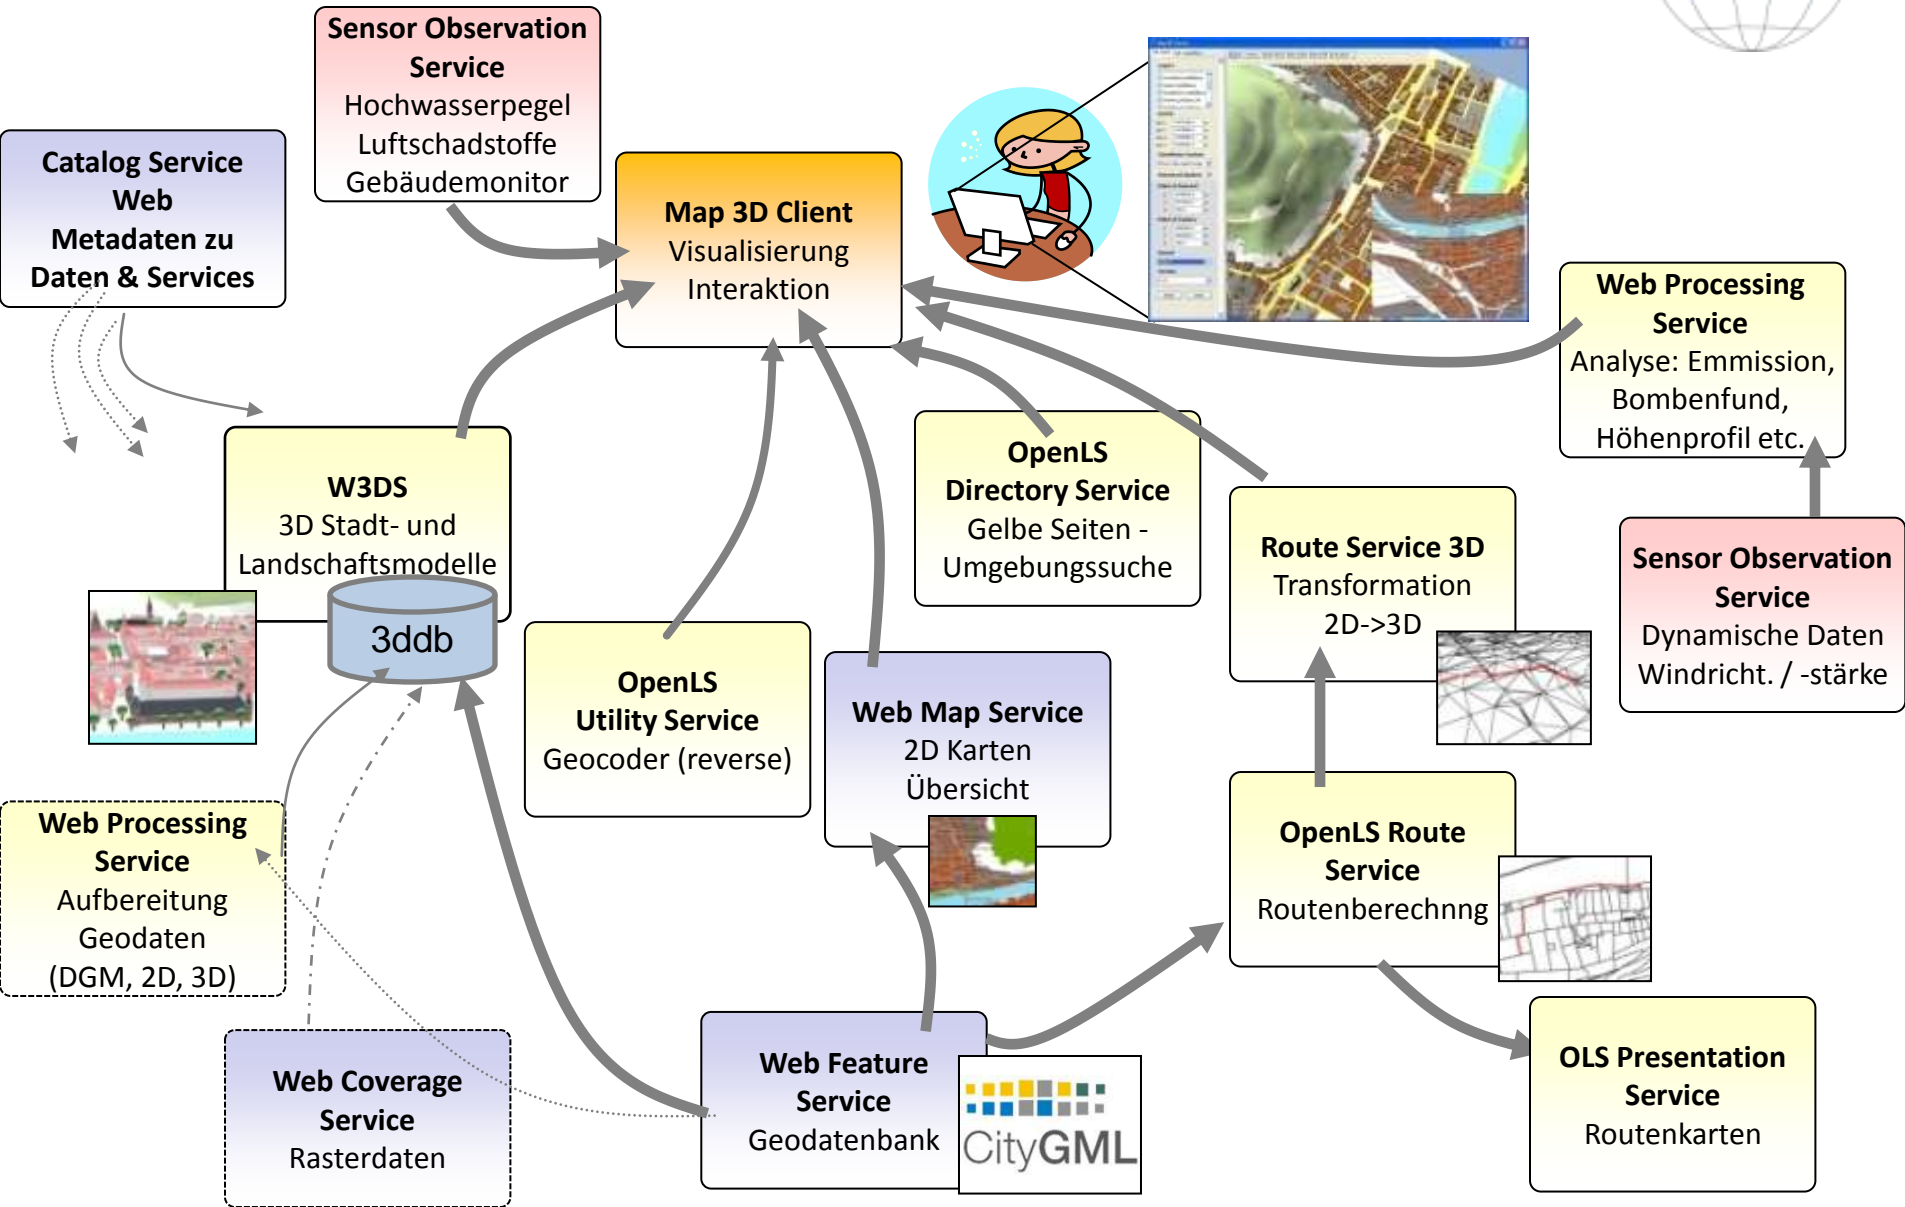 Sensor Observation
Service
Hochwasserpegel
Luftschadstoffe
Gebäudemonitor
Catalog Service
Web
Metadaten zu
Daten & Services
Map 3D Client
Visualisierung
Interaktion
Web Processing
Service
Analyse: Emmission,
Bombenfund,
Höhenprofil etc.
W3DS
3D Stadt- und
Landschaftsmodelle
3ddb
OpenLS
Directory Service
Gelbe Seiten -
Umgebungssuche
Route Service 3D
Transformation
2D->3D
Sensor Observation
Service
Dynamische Daten
Windricht. / -stärke
OpenLS
Utility Service
Geocoder (reverse)
Web Map Service
2D Karten
Übersicht
Web Processing
Service
Aufbereitung
Geodaten
(DGM, 2D, 3D)
OpenLS Route
Service
Routenberechnng
Web Coverage
Service
Rasterdaten
Web Feature
Service
Geodatenbank
CityGML
OLS Presentation
Service
Routenkarten